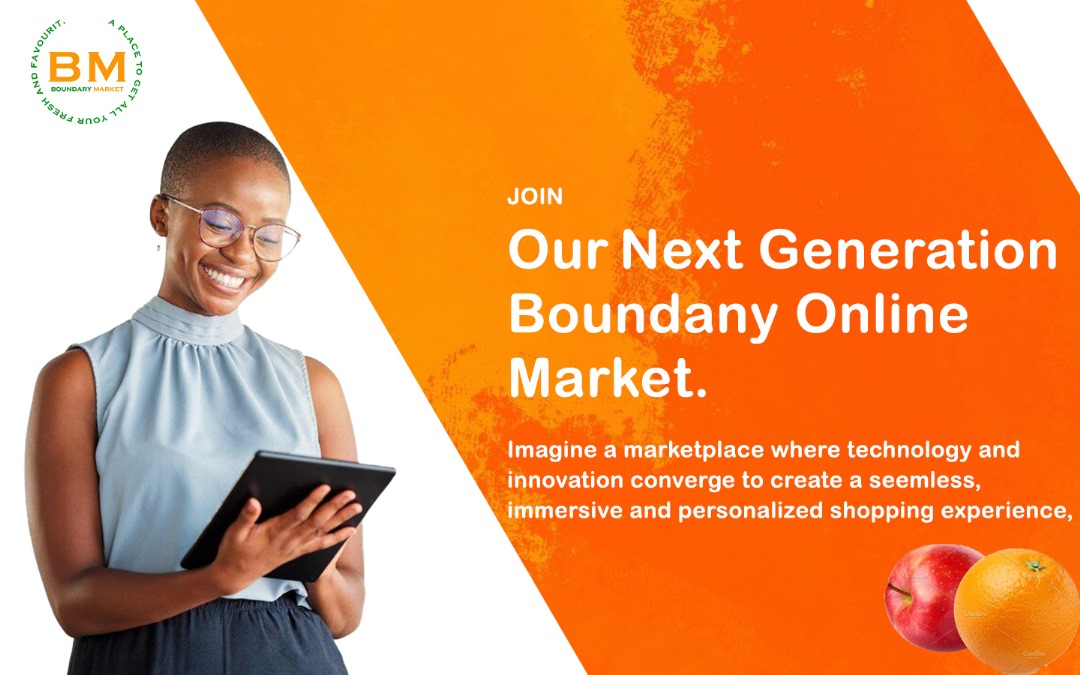 A PLACE TO GET ALL YOUR FRESH AND FAVOURIT.
BM
BOUNDARY MARKET
JOIN
Our Next Generation
Boundany Online
Market.
Imagine a marketplace where technology and
innovation converge to create a seemless,
immersive and personalized shopping experience,